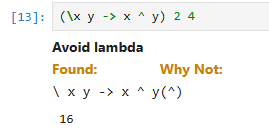 [13]: (\x y -> x ^ y) 2 4
Avoid lambda
Found: Why Not:
\ x y -> x ^ y(^)
16